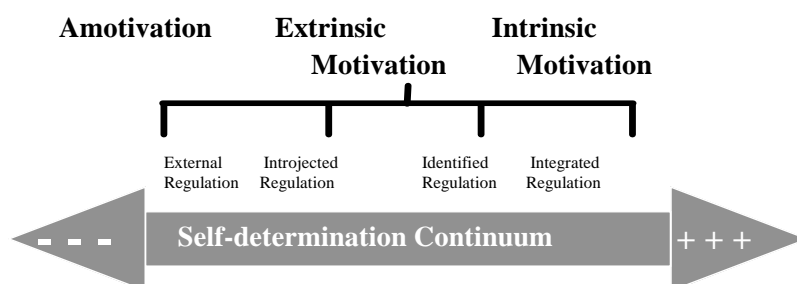 Amotivation Extrinsic Intrinsic
Motivation Motivation
External Introjected Identified Integrated
Regulation Regulation Regulation Regulation
- - - Self-determination Continuum + + +